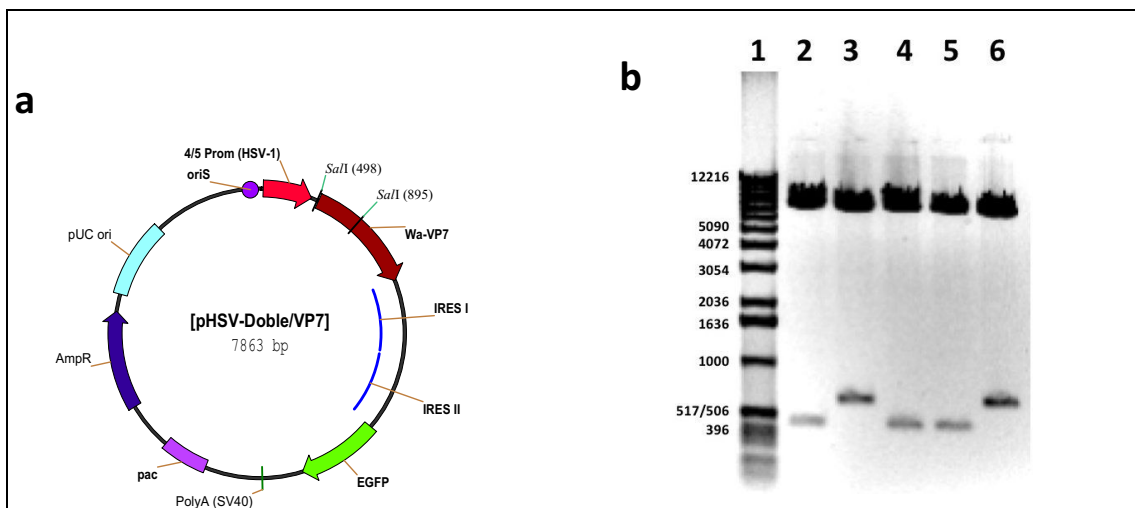 a
4/5 Prom (HSV-1)
oriS
SalI (498)
SalI (895)
pUC ori
Wa-VP7
[pHSV-Doble/VP7]
7863 bp
IRES I
AmpR
IRES II
pac
PolyA (SV40)
EGFP
b
1 2 3 4 5 6
12216
5090
4072
3054
2036
1636
1000
517/506
396